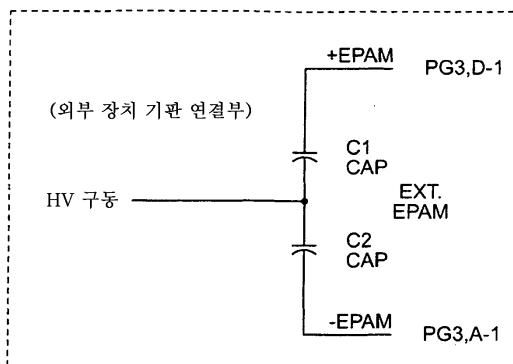 +EPAM PG3,D-1
(외부 장치 기판 연결부)
C1
CAP
HV 구동
EXT.
EPAM
C2
CAP
-EPAM PG3,A-1